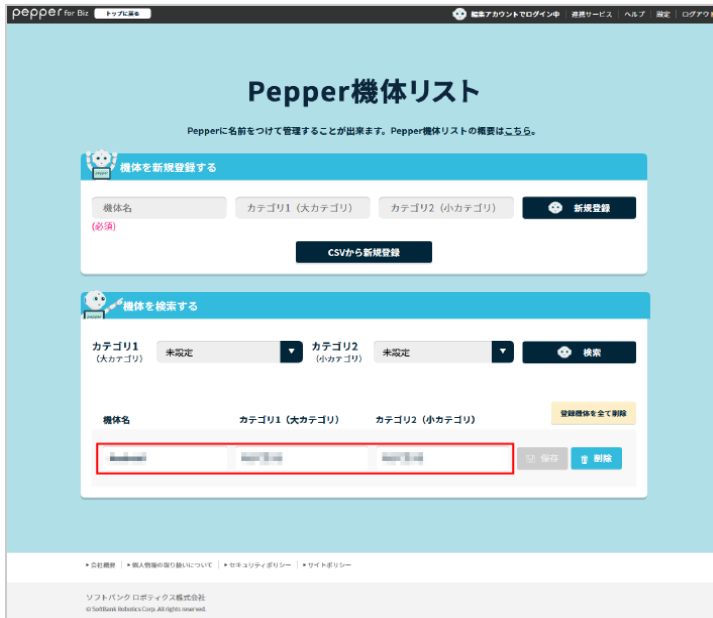 pepper for Biz トップに戻る 編集アカウントでログイン中 連携サービス ヘルプ 設定 ログアウト
Pepper機体リスト
Pepperに名前をつけて管理することが出来ます。Pepper機体リストの概要はこちら。
機体を新規登録する
機体名 カテゴリ1（大カテゴリ） カテゴリ2（小カテゴリ） 新規登録
(必須)
CSVから新規登録
機体を検索する
カテゴリ1 未設定 カテゴリ2 未設定 検索
（大カテゴリ） （小カテゴリ）
登録機体を全て削除
機体名 カテゴリ1（大カテゴリ） カテゴリ2（小カテゴリ）
保存 削除
会社概要 個人情報の取り扱いについて セキュリティポリシー サイトポリシー
ソフトバンク ロボティクス株式会社
© SoftBank Robotics Corp. All rights reserved.